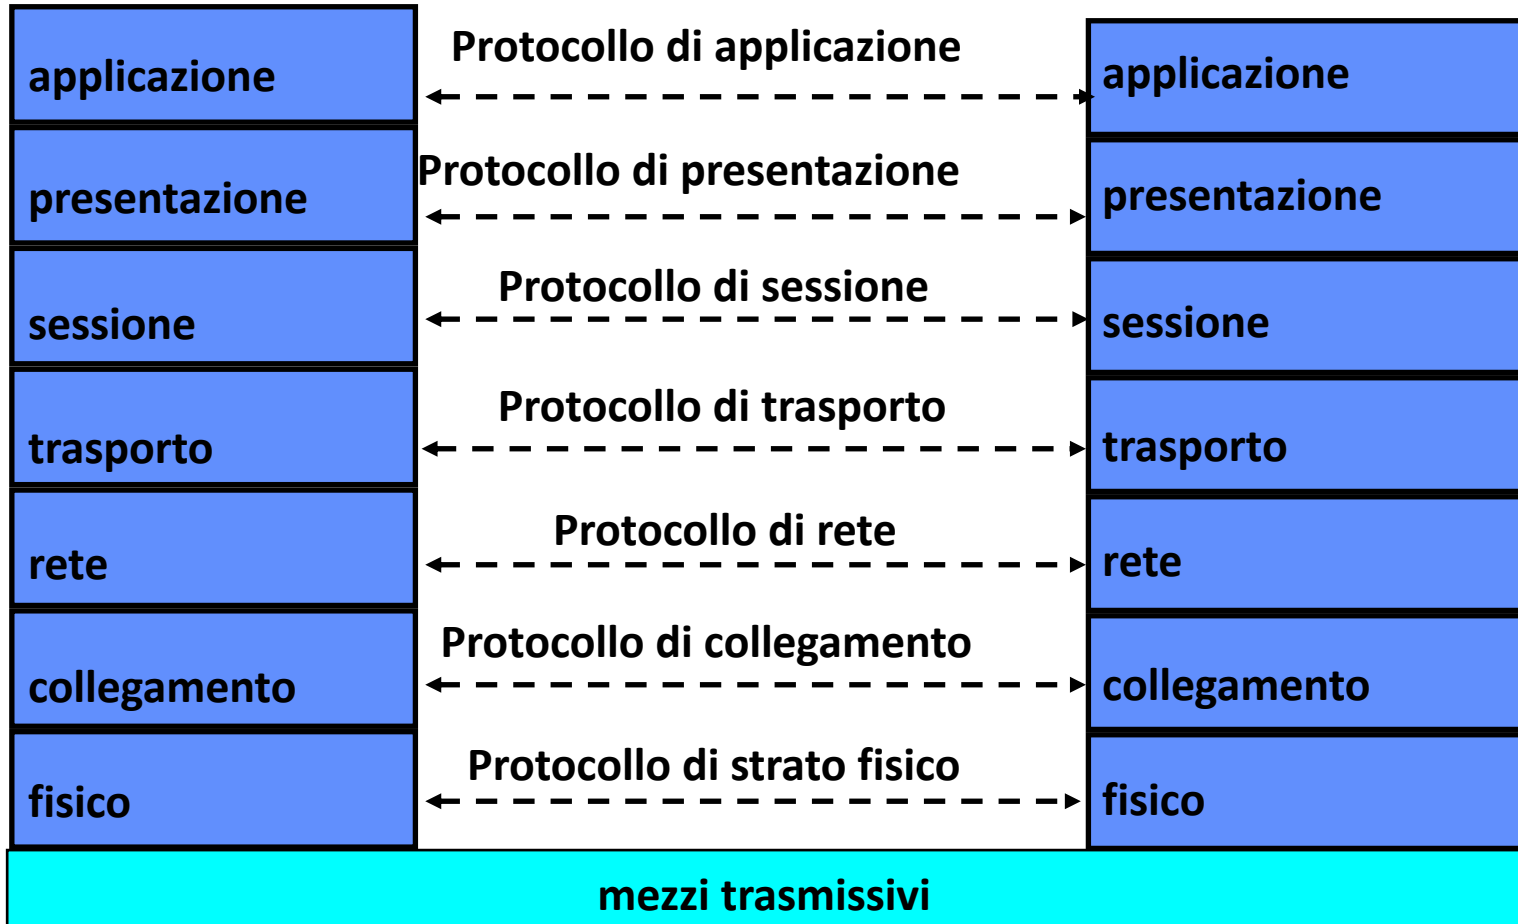 applicazione
Protocollo di applicazione
applicazione
presentazione
Protocollo di presentazione
presentazione
sessione
Protocollo di sessione
sessione
trasporto
Protocollo di trasporto
trasporto
rete
Protocollo di rete
rete
collegamento
Protocollo di collegamento
collegamento
fisico
Protocollo di strato fisico
fisico
mezzi trasmissivi